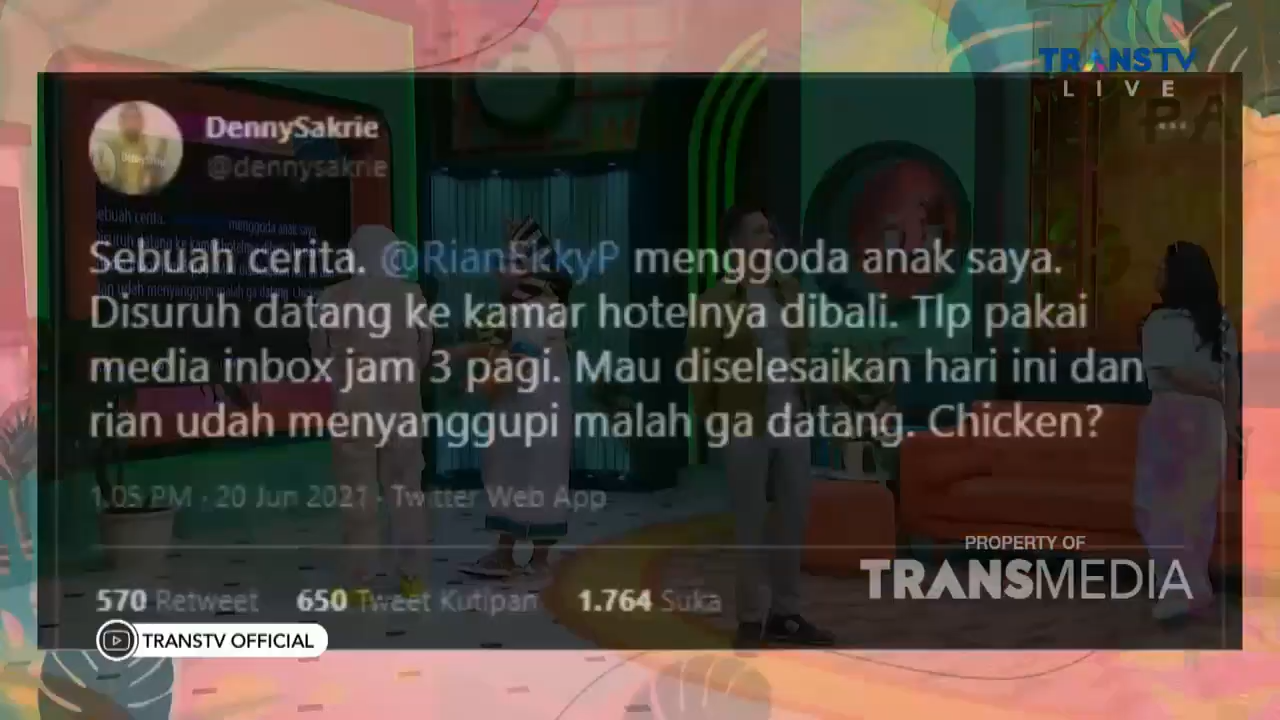 TRANSTV
LIVE
DennySakrie
@dennysakrie
Sebuah cerita. @RianEkkyP menggoda anak saya.
Disuruh datang ke kamar hotelnya dibali. Tlp pakai
media inbox jam 3 pagi. Mau diselesaikan hari ini dan
rian udah menyanggupi malah ga datang. Chicken?
1.05 PM · 20 Jun 2021 · Twitter Web App
570 Retweet 650 Tweet Kutipan 1.764 Suka
PROPERTY OF
TRANSMEDIA
TRANSTV OFFICIAL